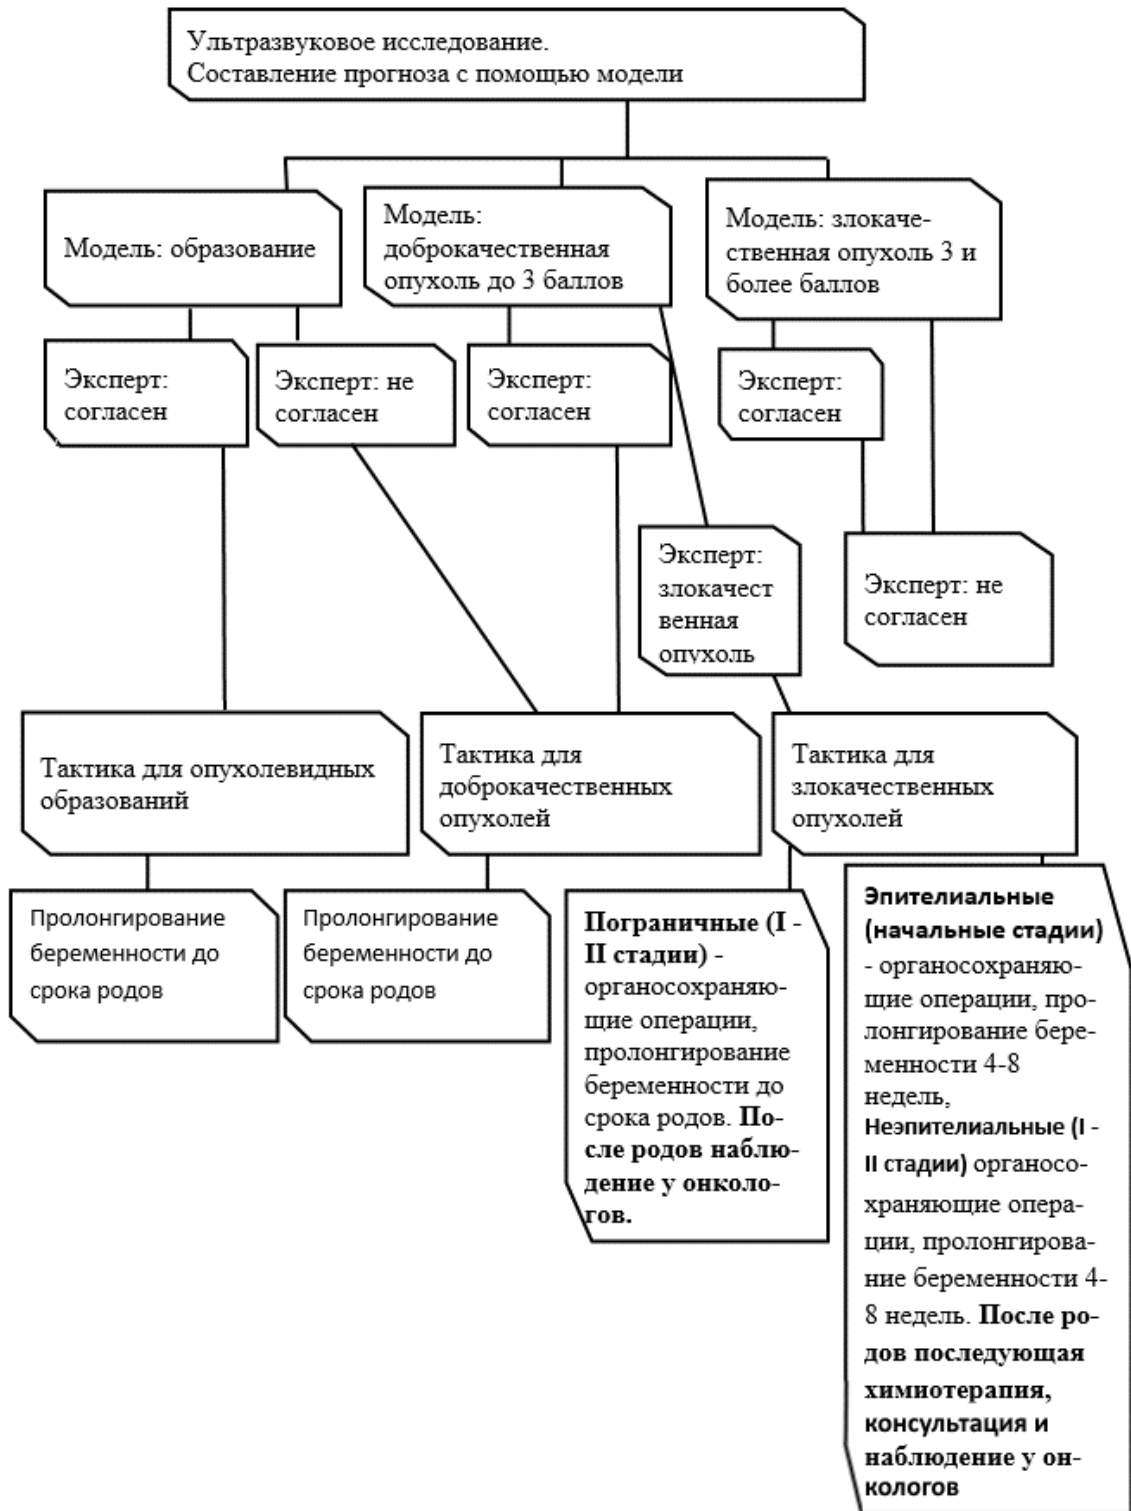 Ультразвуковое исследование.
Составление прогноза с помощью модели
Модель: образование
Модель:
доброкачественная
опухоль до 3 баллов
Модель: злокаче-
ственная опухоль 3 и
более баллов
Эксперт:
согласен
Эксперт: не
согласен
Эксперт:
согласен
Эксперт:
согласен
Эксперт:
злокачест
венная
опухоль
Эксперт: не
согласен
Тактика для опухолевидных
образований
Тактика для
доброкачественных
опухолей
Тактика для
злокачественных
опухолей
Пролонгирование
беременности до
срока родов
Пролонгирование
беременности до
срока родов
Пограничные (I -
II стадии) -
органосохраняю-
щие операции,
пролонгирование
беременности до
срока родов. По-
сле родов наблю-
дение у онколо-
гов.
Эпителиальные
(начальные стадии)
- органосохраняю-
щие операции, про-
лонгирование бере-
менности 4-8
недель,
Неэпителиальные (I -
II стадии) органосо-
храняющие опера-
ции, пролонгирова-
ние беременности 4-
8 недель. После ро-
дов последующая
химиотерапия,
консультация и
наблюдение у он-
кологов